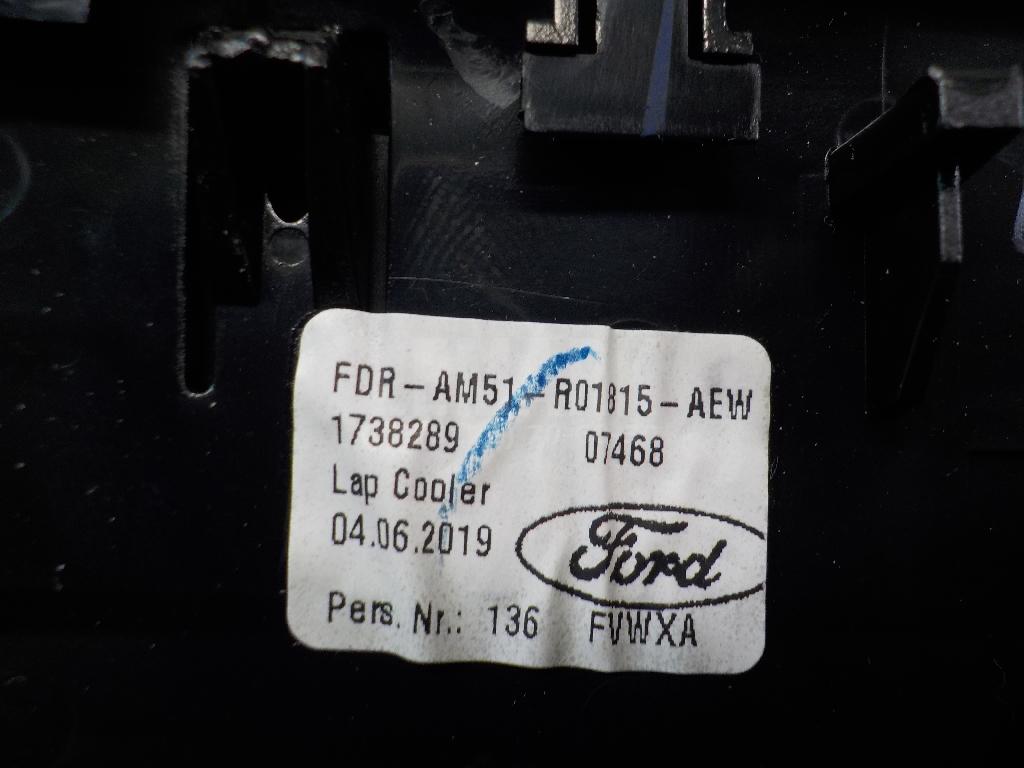 FDR-AM51-R01815-AEW
1738289 07468
Lap Cooler
04.06.2019
Ford
Pers. Nr.: 136 FVWXA